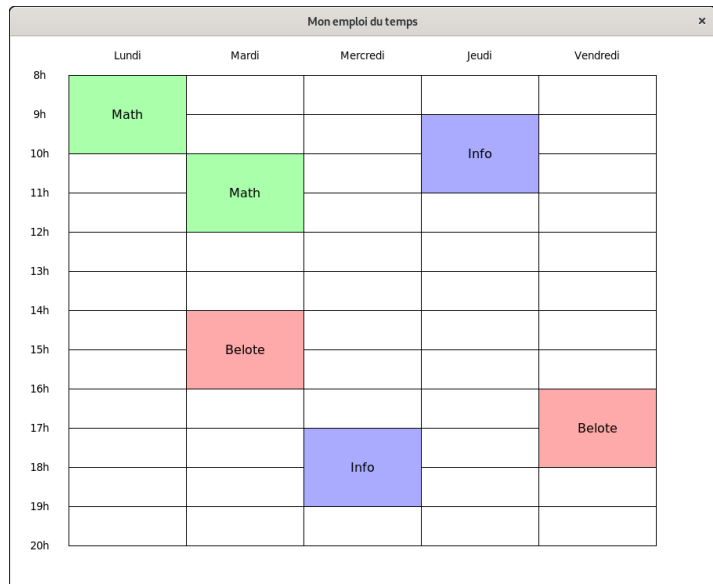 Mon emploi du temps ×
Lundi Mardi Mercredi Jeudi Vendredi
8h
9h Math
10h Info
11h Math
12h
13h
14h
15h Belote
16h
17h Belote
18h Info
19h
20h